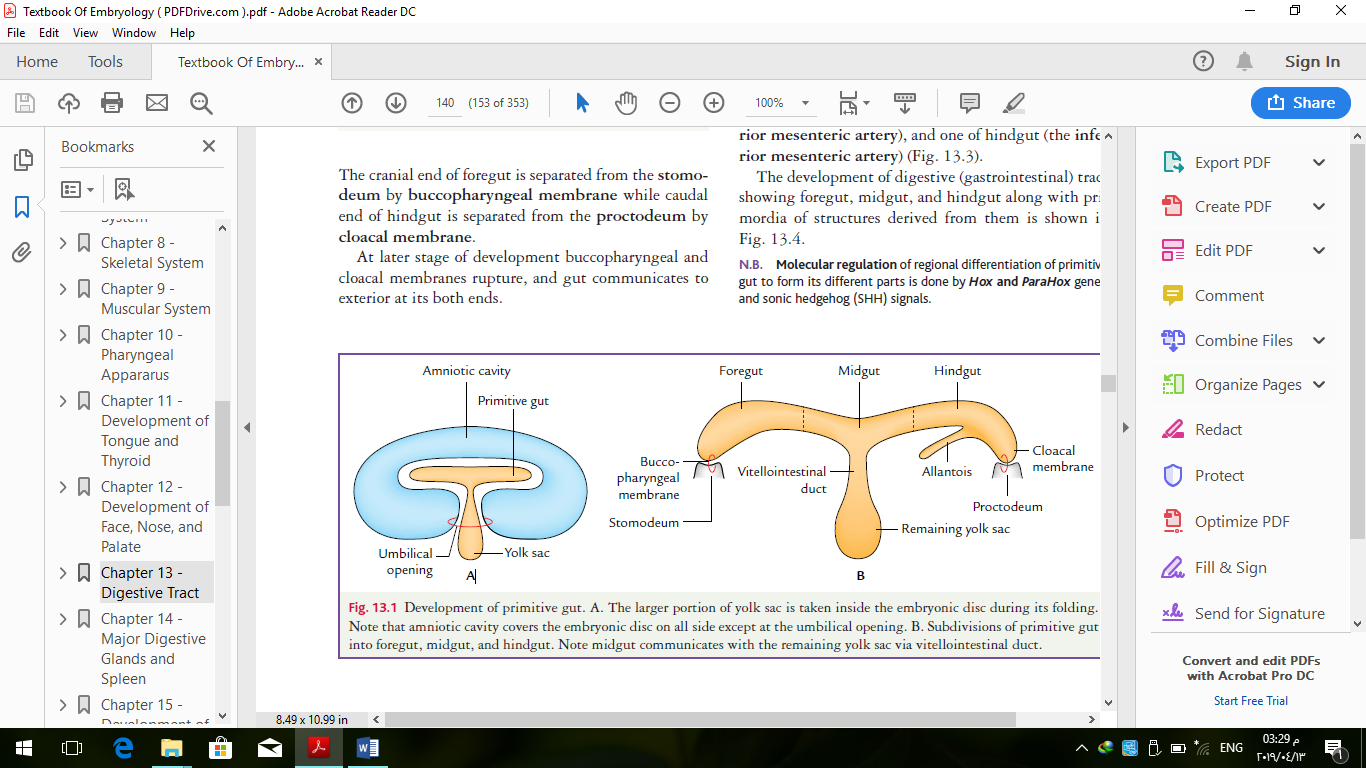 Textbook Of Embryology ( PDFDrive.com ).pdf - Adobe Acrobat Reader DC
File Edit View Window Help
Home Tools Textbook Of Embry... × Sign In
140 (153 of 353) 100% Share
Bookmarks
System
Chapter 8 -
Skeletal System
Chapter 9 -
Muscular System
Chapter 10 -
Pharyngeal
Appararus
Chapter 11 -
Development of
Tongue and
Thyroid
Chapter 12 -
Development of
Face, Nose, and
Palate
Chapter 13 -
Digestive Tract
Chapter 14 -
Major Digestive
Glands and
Spleen
Chapter 15 -
Development of
The cranial end of foregut is separated from the stomo-
deum by buccopharyngeal membrane while caudal
end of hindgut is separated from the proctodeum by
cloacal membrane.
At later stage of development buccopharyngeal and
cloacal membranes rupture, and gut communicates to
exterior at its both ends.
rior mesenteric artery), and one of hindgut (the infe
rior mesenteric artery) (Fig. 13.3).
The development of digestive (gastrointestinal) trac
showing foregut, midgut, and hindgut along with pri
mordia of structures derived from them is shown i
Fig. 13.4.
N.B. Molecular regulation of regional differentiation of primitiv
gut to form its different parts is done by Hox and ParaHox gene
and sonic hedgehog (SHH) signals.
Amniotic cavity
Primitive gut
Umbilical
opening
Yolk sac
A
Foregut Midgut Hindgut
Bucco-
pharyngeal
membrane
Stomodeum
Vitellointestinal
duct
Allantois
Cloacal
membrane
Proctodeum
Remaining yolk sac
B
Fig. 13.1 Development of primitive gut. A. The larger portion of yolk sac is taken inside the embryonic disc during its folding.
Note that amniotic cavity covers the embryonic disc on all side except at the umbilical opening. B. Subdivisions of primitive gut
into foregut, midgut, and hindgut. Note midgut communicates with the remaining yolk sac via vitellointestinal duct.
8.49 x 10.99 in
Export PDF
Create PDF
Edit PDF
Comment
Combine Files
Organize Pages
Redact
Protect
Optimize PDF
Fill & Sign
Send for Signature
Convert and edit PDFs
with Acrobat Pro DC
Start Free Trial
ENG
03:29 م
٢٠١٩/٠٤/١٣